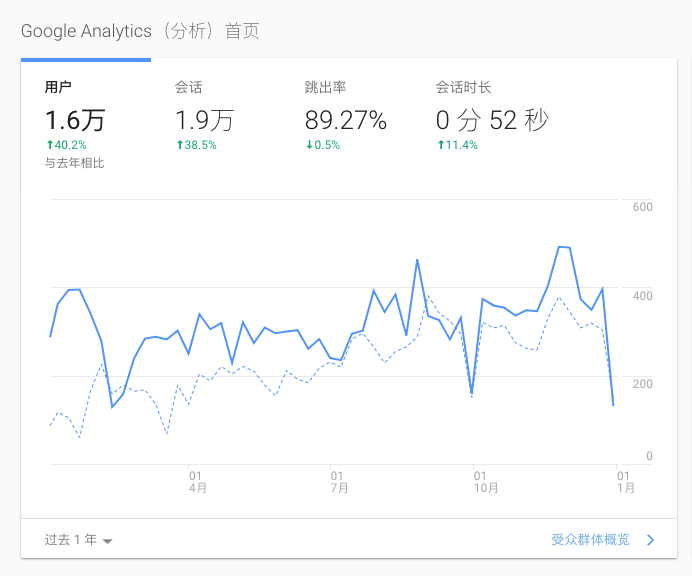 Google Analytics（分析）首页
用户
会话
跳出率
会话时长
1.6万
1.9万
89.27%
0 分 52 秒
↑40.2%
↑38.5%
↓0.5%
↑11.4%
与去年相比
600
400
200
0
01
4月
01
7月
01
10月
01
1月
过去 1 年
受众群体概览